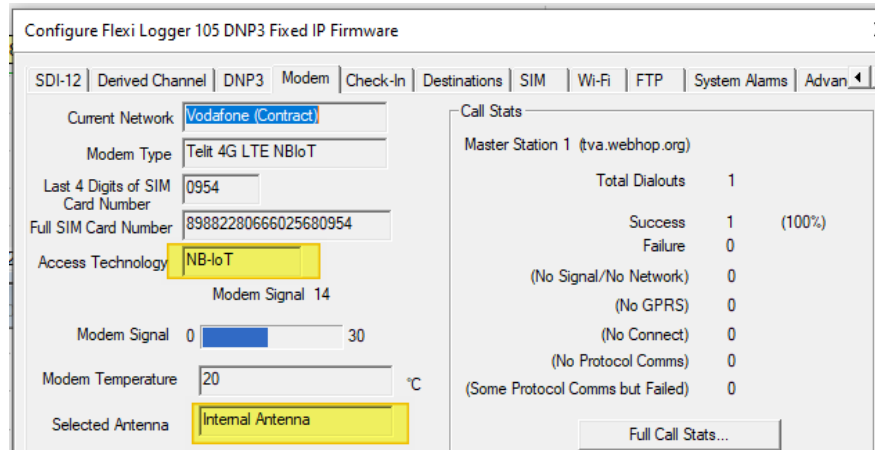 Configure Flexi Logger 105 DNP3 Fixed IP Firmware
SDI-12 Derived Channel DNP3 Modem Check-In Destinations SIM Wi-Fi FTP System Alarms Advan
Current Network Vodafone (Contract)
Modem Type Telit 4G LTE NBIoT
Last 4 Digits of SIM
Card Number
0954
Full SIM Card Number 89882280666025680954
Access Technology NB-IoT
Modem Signal 14
Modem Signal 0 30
Modem Temperature 20 °C
Selected Antenna Internal Antenna
Call Stats
Master Station 1 (tva.webhop.org)
Total Dialouts 1
Success 1 (100%)
Failure 0
(No Signal/No Network) 0
(No GPRS) 0
(No Connect) 0
(No Protocol Comms) 0
(Some Protocol Comms but Failed) 0
Full Call Stats...